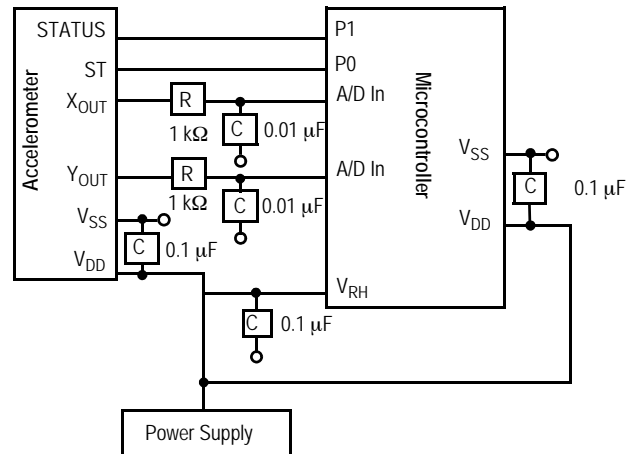 STATUS
P1
ST
P0
XOUT
R
A/D In
1 kΩ
C
0.01 µF
Accelerometer
Microcontroller
YOUT
R
A/D In
1 kΩ
C
0.01 µF
VSS
C
0.1 µF
VDD
VSS
C
0.1 µF
VDD
VRH
C
0.1 µF
Power Supply